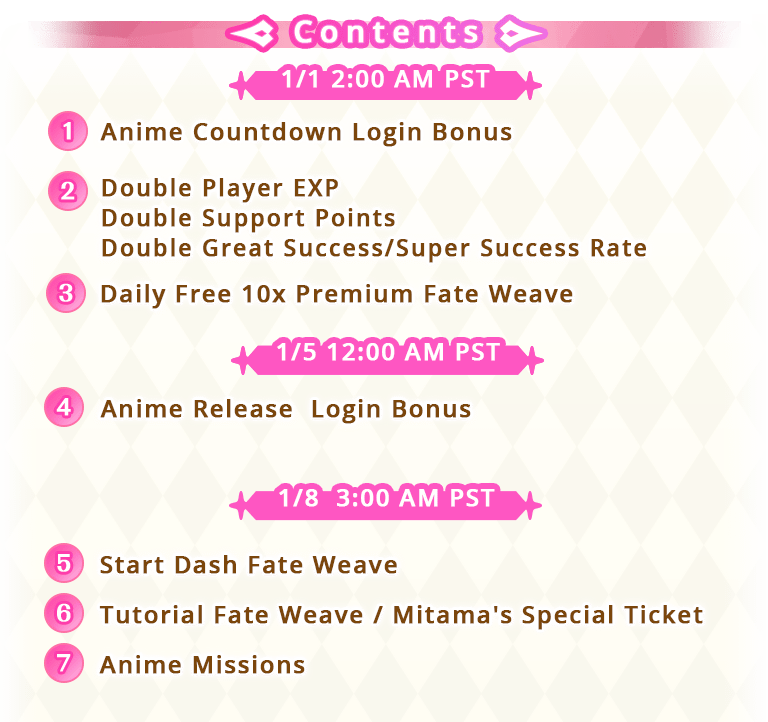 Contents
1/1 2:00 AM PST
1 Anime Countdown Login Bonus
2 Double Player EXP
Double Support Points
Double Great Success/Super Success Rate
3 Daily Free 10x Premium Fate Weave
1/5 12:00 AM PST
4 Anime Release Login Bonus
1/8 3:00 AM PST
5 Start Dash Fate Weave
6 Tutorial Fate Weave / Mitama's Special Ticket
7 Anime Missions